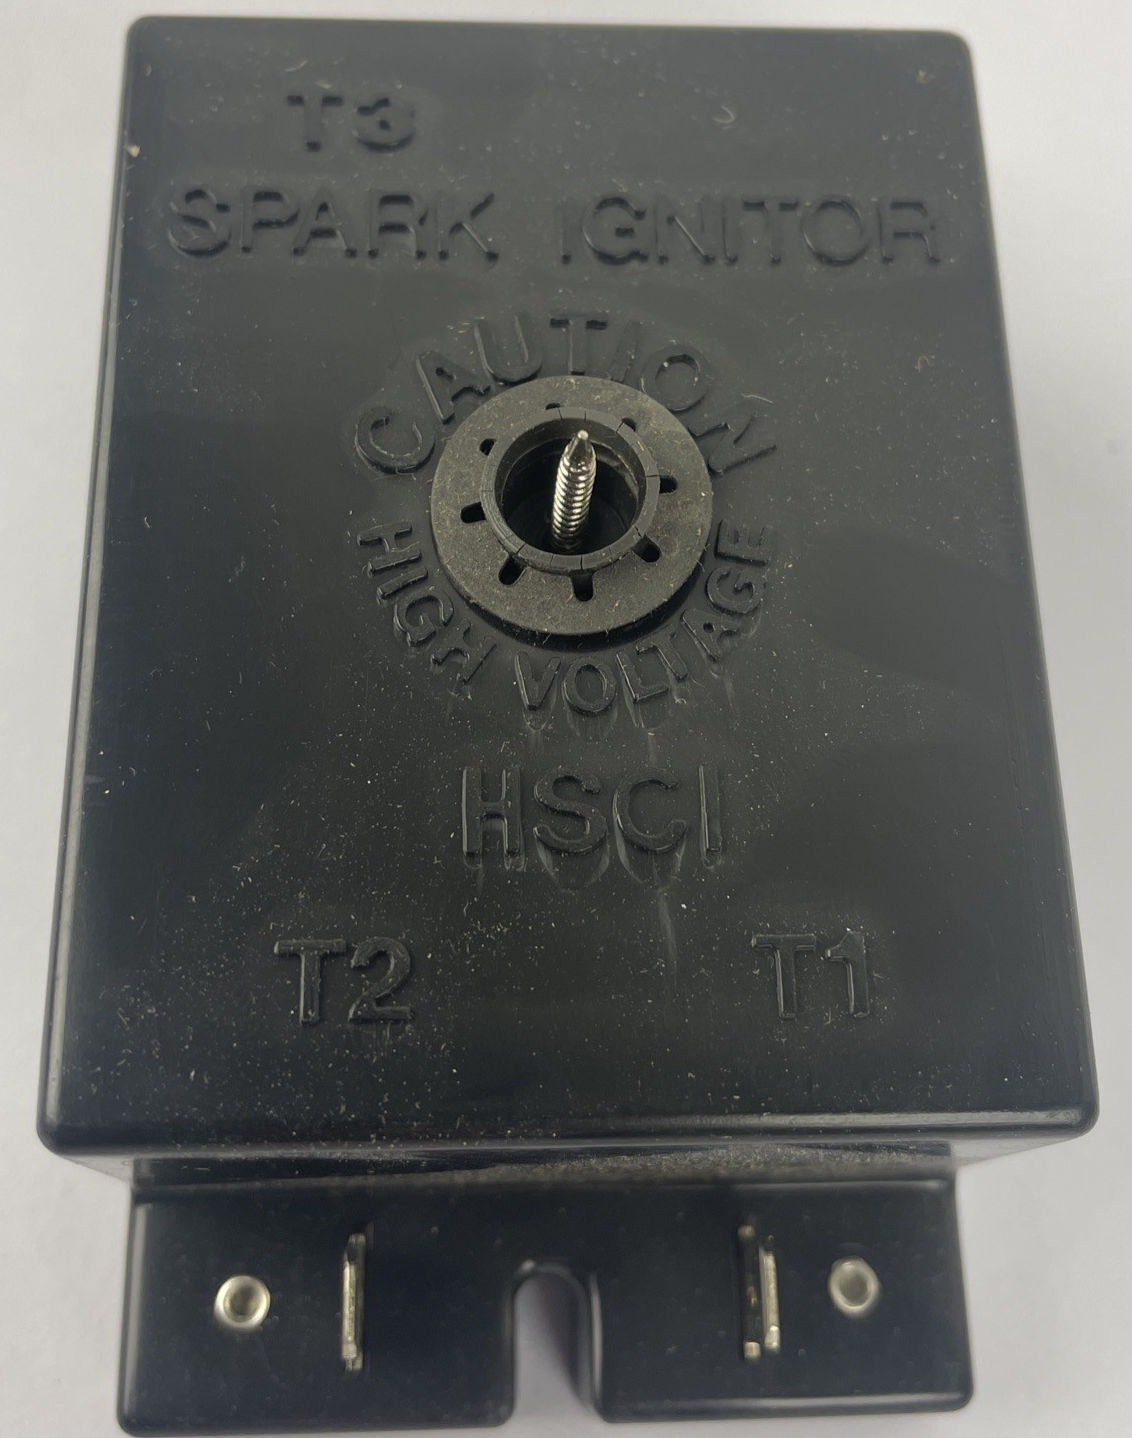 T3
SPARK IGNITOR
CAUTION
HIGH VOLTAGE
HSCI
T2 T1